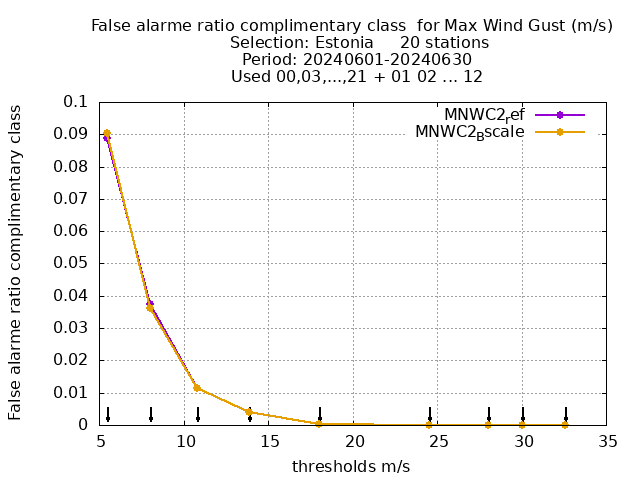 False alarme ratio complimentary class  for Max Wind Gust (m/s)
Selection: Estonia     20 stations
Period: 20240601-20240630
Used 00,03,...,21 + 01 02 ... 12
False alarme ratio complimentary class
0.1
0.09
0.08
0.07
0.06
0.05
0.04
0.03
0.02
0.01
0
MNWC2ref
MNWC2Bscale
5 10 15 20 25 30 35
thresholds m/s